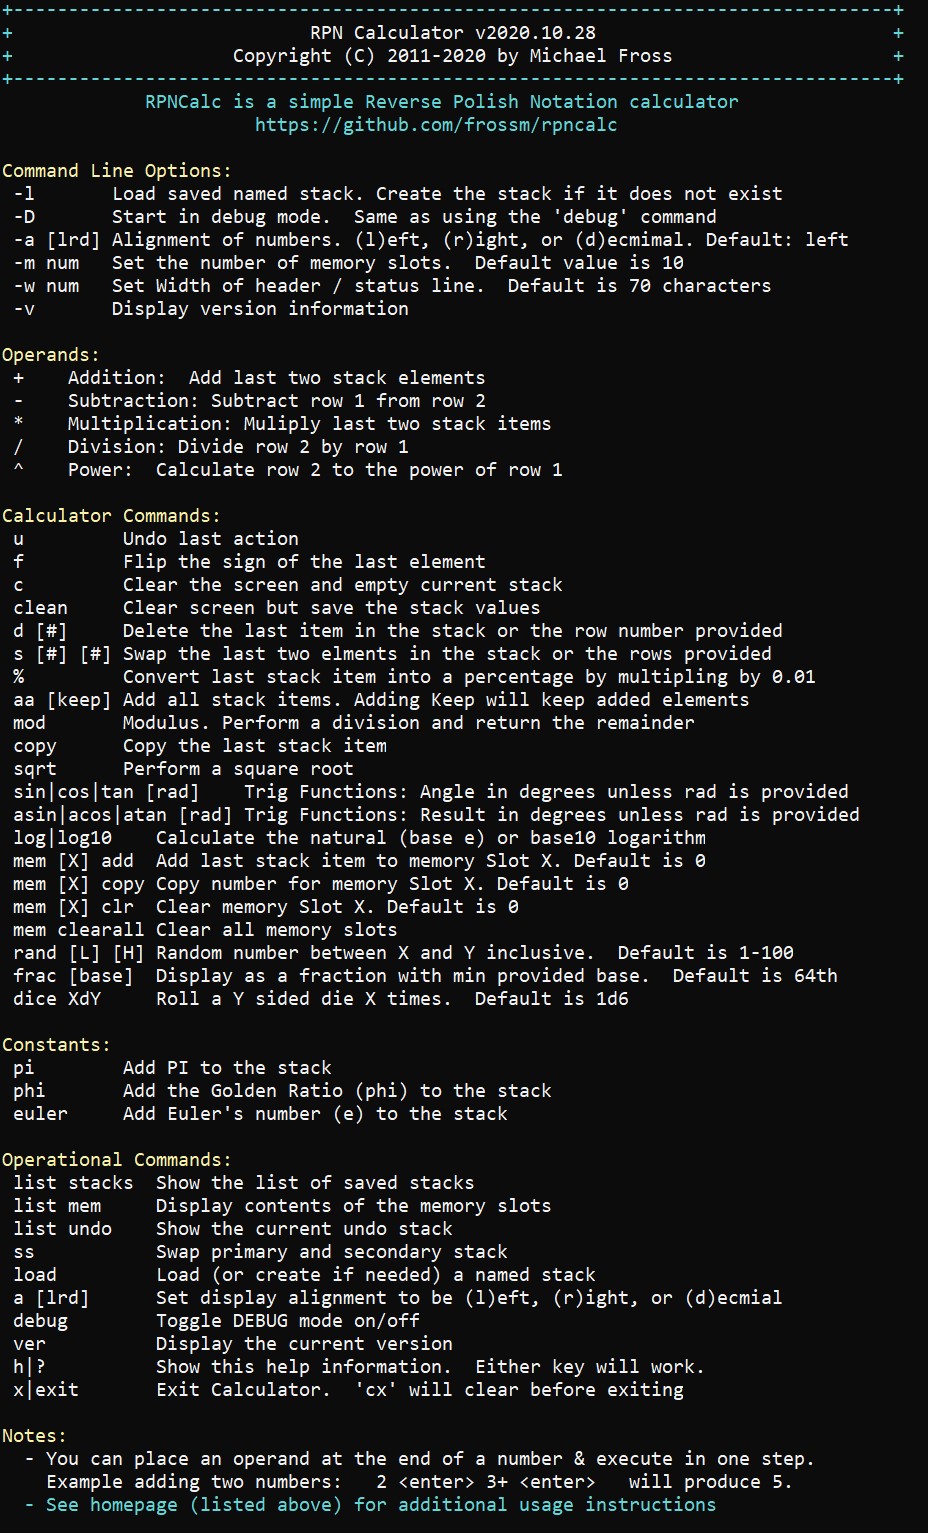 +--------------------------------------------------------------------------------+
+ RPN Calculator v2020.10.28 +
+ Copyright (C) 2011-2020 by Michael Fross +
+--------------------------------------------------------------------------------+
RPNCalc is a simple Reverse Polish Notation calculator
https://github.com/frossm/rpncalc
Command Line Options:
-l Load saved named stack. Create the stack if it does not exist
-D Start in debug mode.  Same as using the 'debug' command
-a [lrd] Alignment of numbers. (l)eft, (r)ight, or (d)ecmimal. Default: left
-m num Set the number of memory slots.  Default value is 10
-w num Set Width of header / status line.  Default is 70 characters
-v Display version information
Operands:
+ Addition:  Add last two stack elements
- Subtraction: Subtract row 1 from row 2
* Multiplication: Muliply last two stack items
/ Division: Divide row 2 by row 1
^ Power:  Calculate row 2 to the power of row 1
Calculator Commands:
u Undo last action
f Flip the sign of the last element
c Clear the screen and empty current stack
clean Clear screen but save the stack values
d [#] Delete the last item in the stack or the row number provided
s [#] [#] Swap the last two elments in the stack or the rows provided
% Convert last stack item into a percentage by multipling by 0.01
aa [keep] Add all stack items. Adding Keep will keep added elements
mod Modulus. Perform a division and return the remainder
copy Copy the last stack item
sqrt Perform a square root
sin|cos|tan [rad] Trig Functions: Angle in degrees unless rad is provided
asin|acos|atan [rad] Trig Functions: Result in degrees unless rad is provided
log|log10 Calculate the natural (base e) or base10 logarithm
mem [X] add Add last stack item to memory Slot X. Default is 0
mem [X] copy Copy number for memory Slot X. Default is 0
mem [X] clr Clear memory Slot X. Default is 0
mem clearall Clear all memory slots
rand [L] [H] Random number between X and Y inclusive.  Default is 1-100
frac [base] Display as a fraction with min provided base.  Default is 64th
dice XdY Roll a Y sided die X times.  Default is 1d6
Constants:
pi Add PI to the stack
phi Add the Golden Ratio (phi) to the stack
euler Add Euler's number (e) to the stack
Operational Commands:
list stacks Show the list of saved stacks
list mem Display contents of the memory slots
list undo Show the current undo stack
ss Swap primary and secondary stack
load Load (or create if needed) a named stack
a [lrd] Set display alignment to be (l)eft, (r)ight, or (d)ecmial
debug Toggle DEBUG mode on/off
ver Display the current version
h|? Show this help information.  Either key will work.
x|exit Exit Calculator.  'cx' will clear before exiting
Notes:
- You can place an operand at the end of a number & execute in one step.
Example adding two numbers:   2 <enter> 3+ <enter>   will produce 5.
- See homepage (listed above) for additional usage instructions